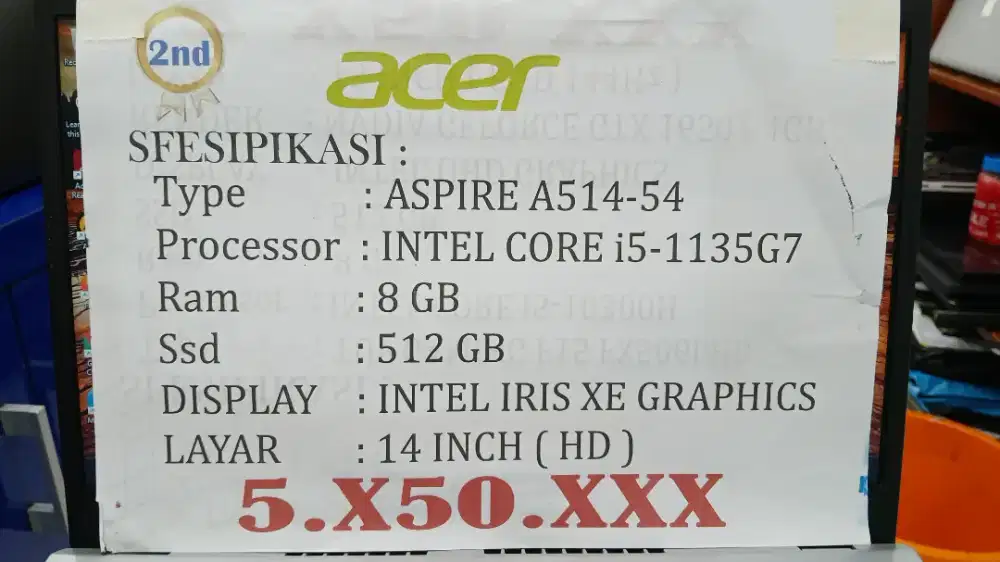 2nd
acer
SFESIPIKASI :
Type : ASPIRE A514-54
Processor : INTEL CORE i5-1135G7
Ram : 8 GB
Ssd : 512 GB
DISPLAY : INTEL IRIS XE GRAPHICS
LAYAR : 14 INCH ( HD )
5.X50.XXX